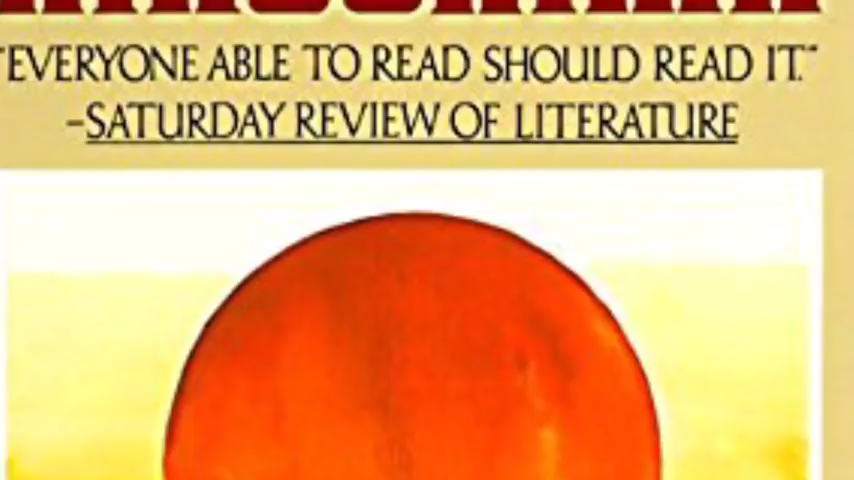 "EVERYONE ABLE TO READ SHOULD READ IT."
-SATURDAY REVIEW OF LITERATURE